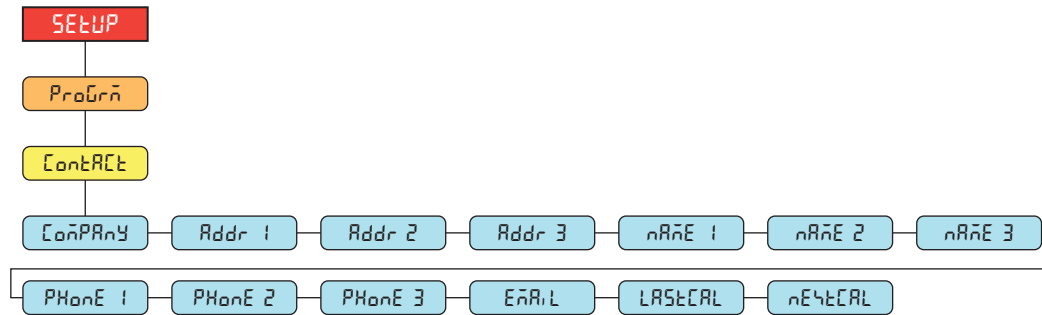 SEtUP
ProGrm
ContACt
ComPAnY Addr 1 Addr 2 Addr 3 nAmE 1 nAmE 2 nAmE 3
PHonE 1 PHonE 2 PHonE 3 EmAiL LAStCAL nExtCAL